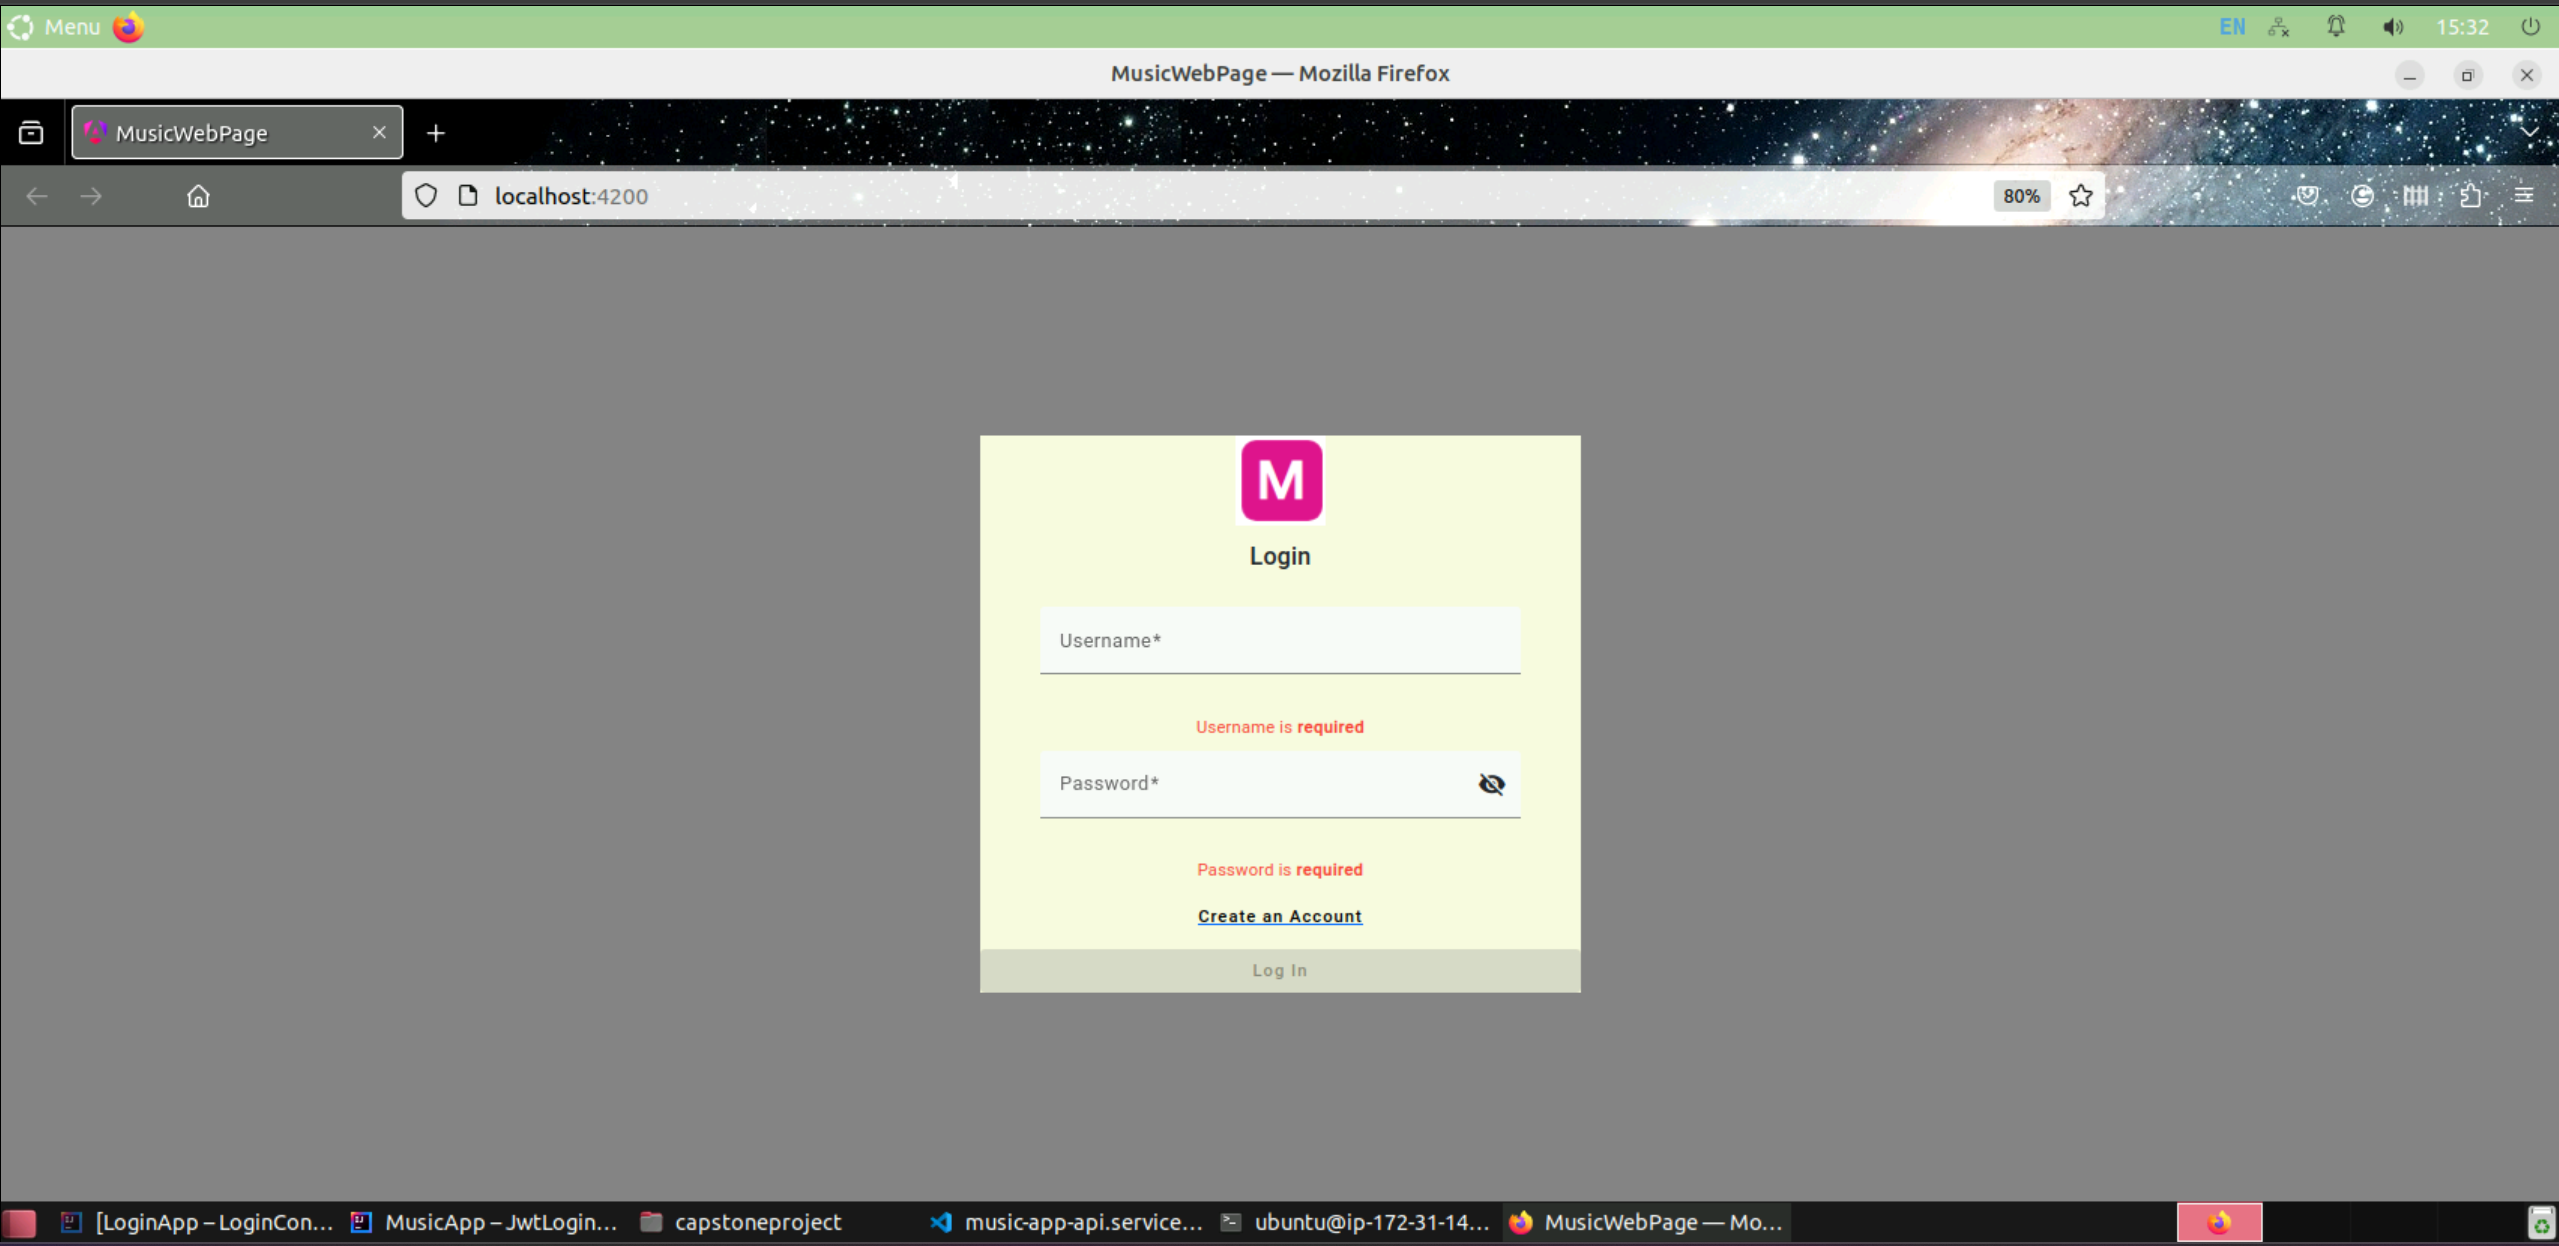 Menu
EN
15:32
MusicWebPage — Mozilla Firefox
MusicWebPage
localhost:4200
80%
M
Login
Username*
Username is required
Password*
Password is required
Create an Account
Log In
[LoginApp – LoginCon...
MusicApp – JwtLogin...
capstoneproject
music-app-api.service...
ubuntu@ip-172-31-14...
MusicWebPage — Mo...